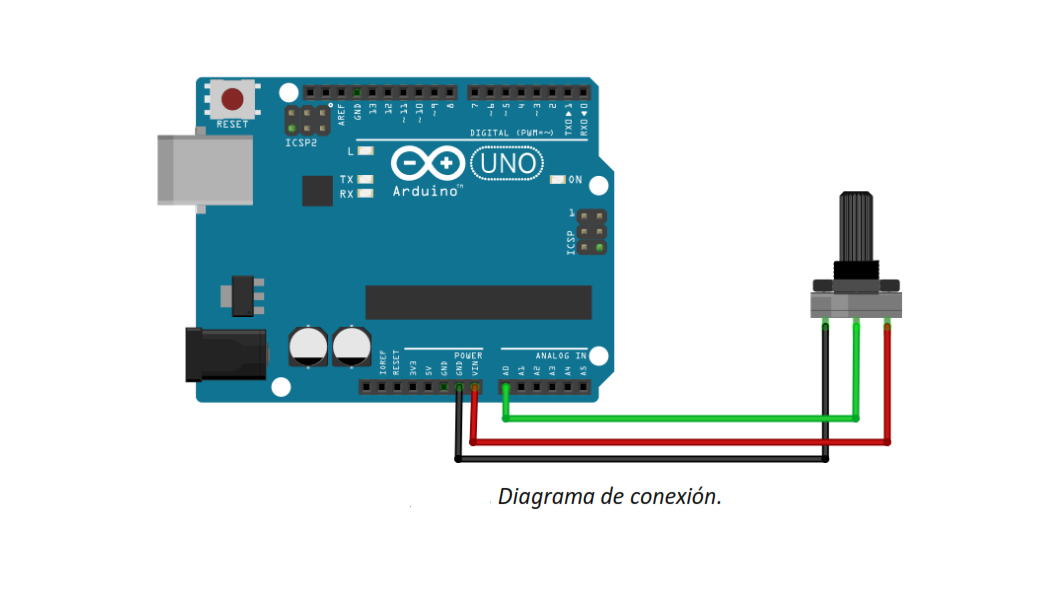 RESET
ICSP2
AREF
GND
13
12
~11
~10
~9
8
7
~6
~5
4
~3
2
TXO ▶ 1
RXO ◀ 0
DIGITAL (PWM=~)
L
TX
RX
UNO
Arduino™
ON
1
ICSP
POWER
ANALOG IN
IOREF
RESET
3V3
5V
GND
GND
VIN
A0
A1
A2
A3
A4
A5
Diagrama de conexión.